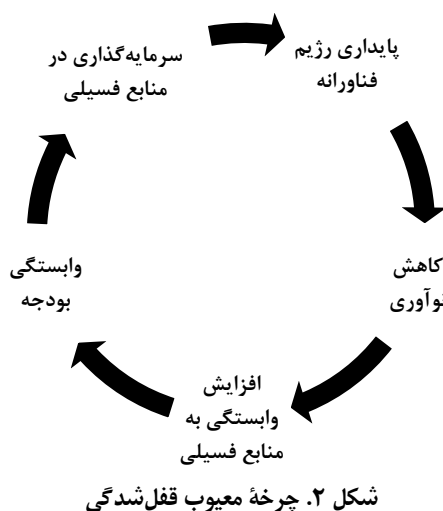 پایداری رژیم
فناورانه
کاهش
نوآوری
افزایش
وابستگی به
منابع فسیلی
وابستگی
بودجه
سرمایه‌گذاری در
منابع فسیلی
شکل ۲. چرخهٔ معیوب قفل‌شدگی